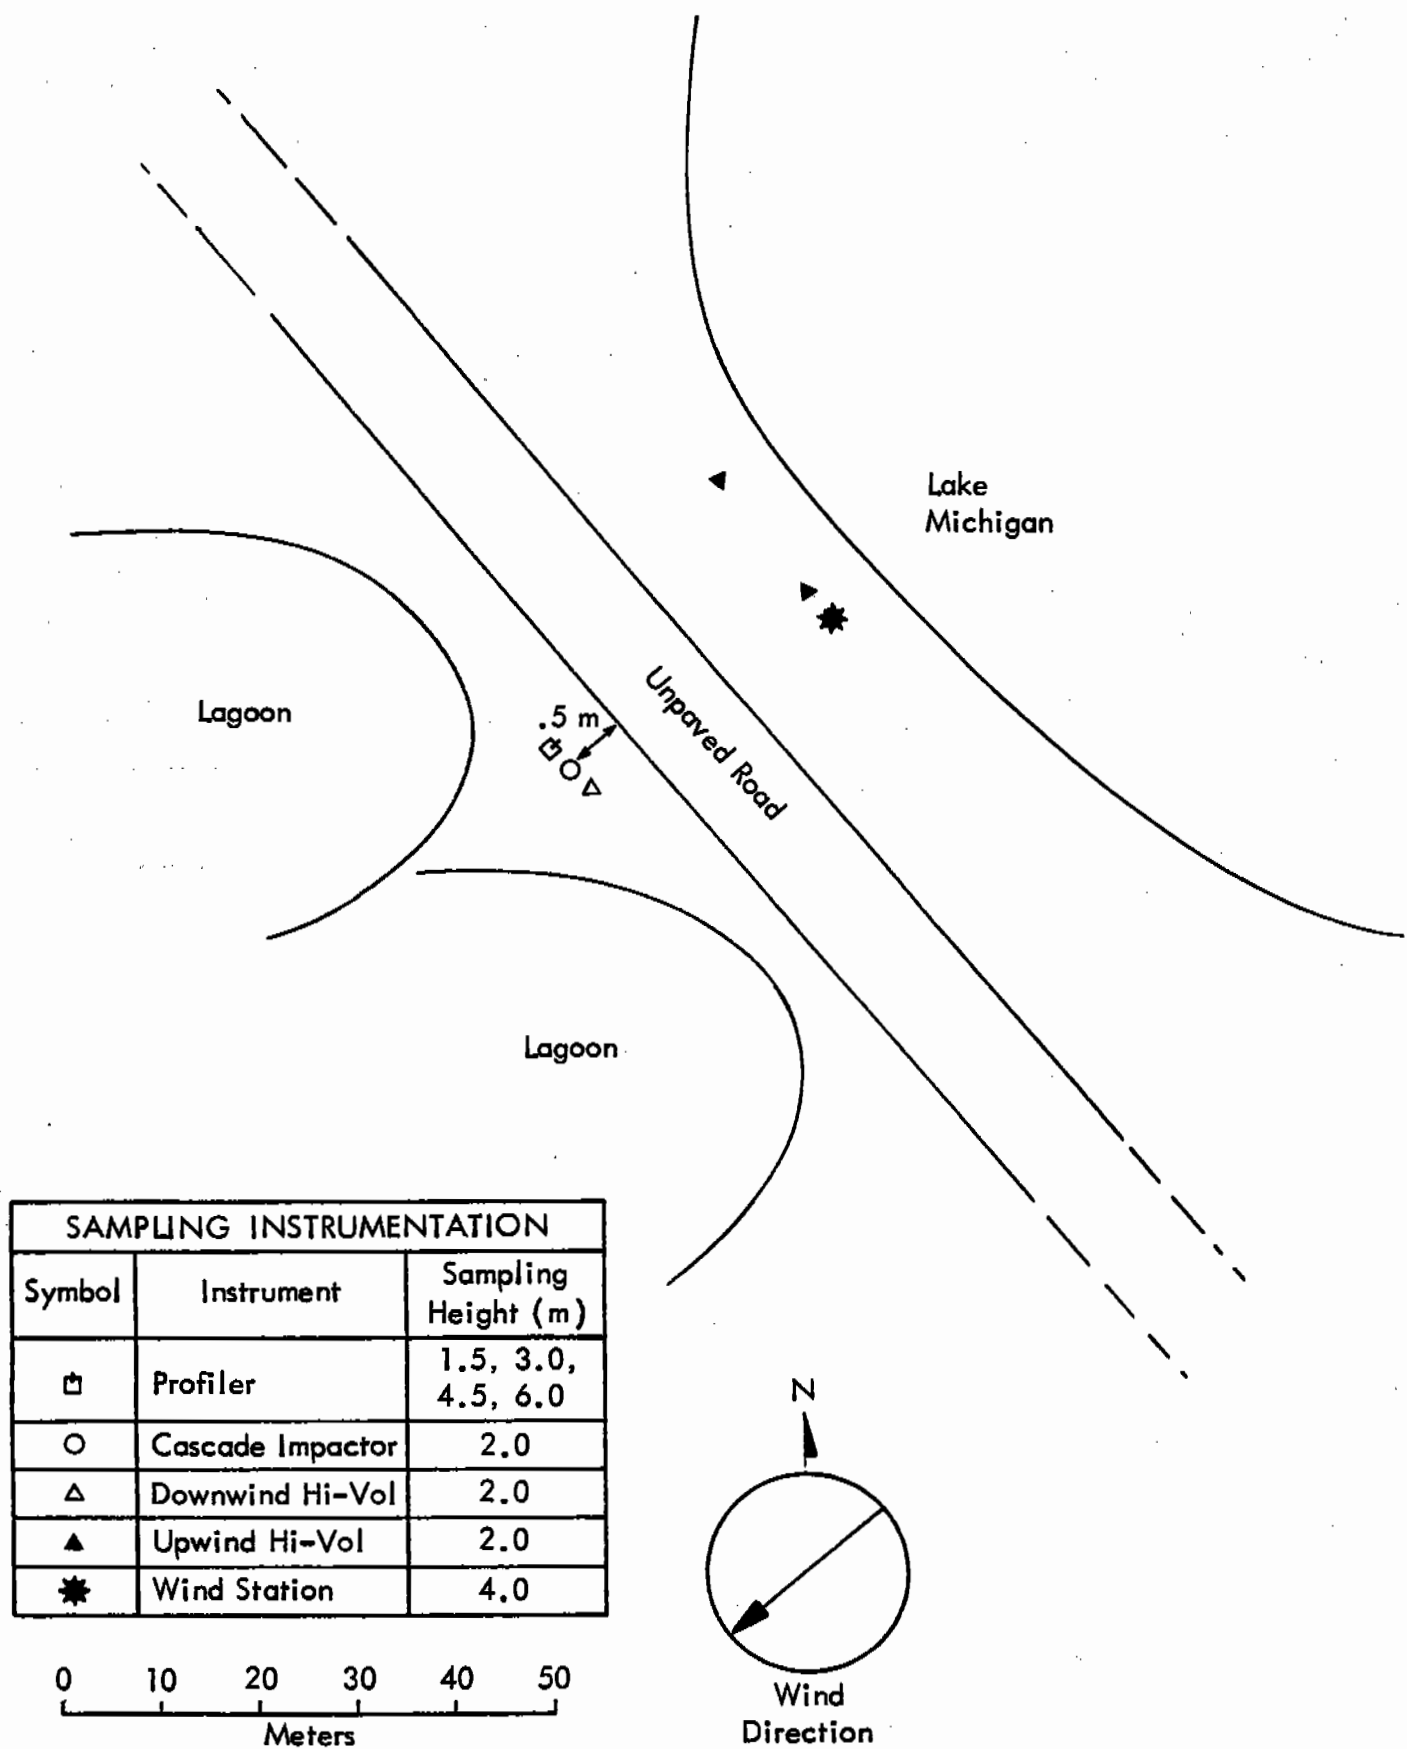 Lake
Michigan
Unpaved Road
Lagoon
.5 m
Lagoon
SAMPLING INSTRUMENTATION
Symbol Instrument Sampling Height (m)
Profiler 1.5, 3.0, 4.5, 6.0
Cascade Impactor 2.0
Downwind Hi-Vol 2.0
Upwind Hi-Vol 2.0
Wind Station 4.0
N
0 10 20 30 40 50
Meters
Wind
Direction